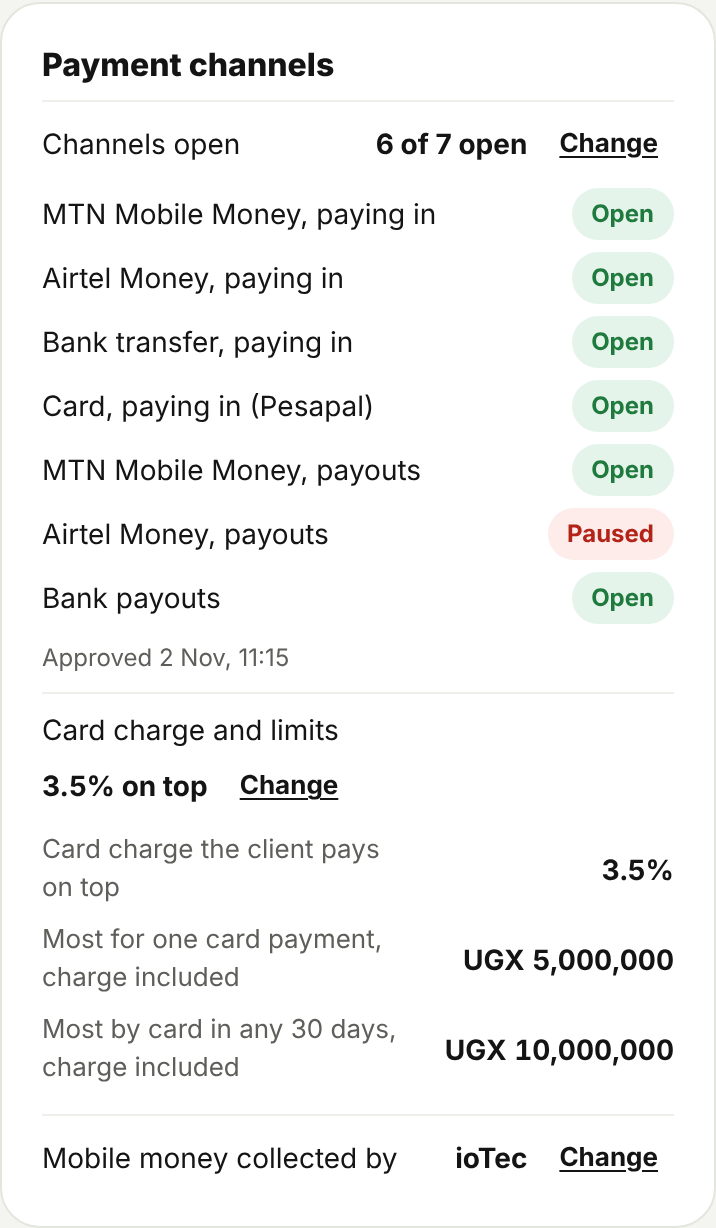 Payment channels
Channels open 6 of 7 open Change
MTN Mobile Money, paying in Open
Airtel Money, paying in Open
Bank transfer, paying in Open
Card, paying in (Pesapal) Open
MTN Mobile Money, payouts Open
Airtel Money, payouts Paused
Bank payouts Open
Approved 2 Nov, 11:15
Card charge and limits
3.5% on top Change
Card charge the client pays
on top
3.5%
Most for one card payment,
charge included
UGX 5,000,000
Most by card in any 30 days,
charge included
UGX 10,000,000
Mobile money collected by ioTec Change